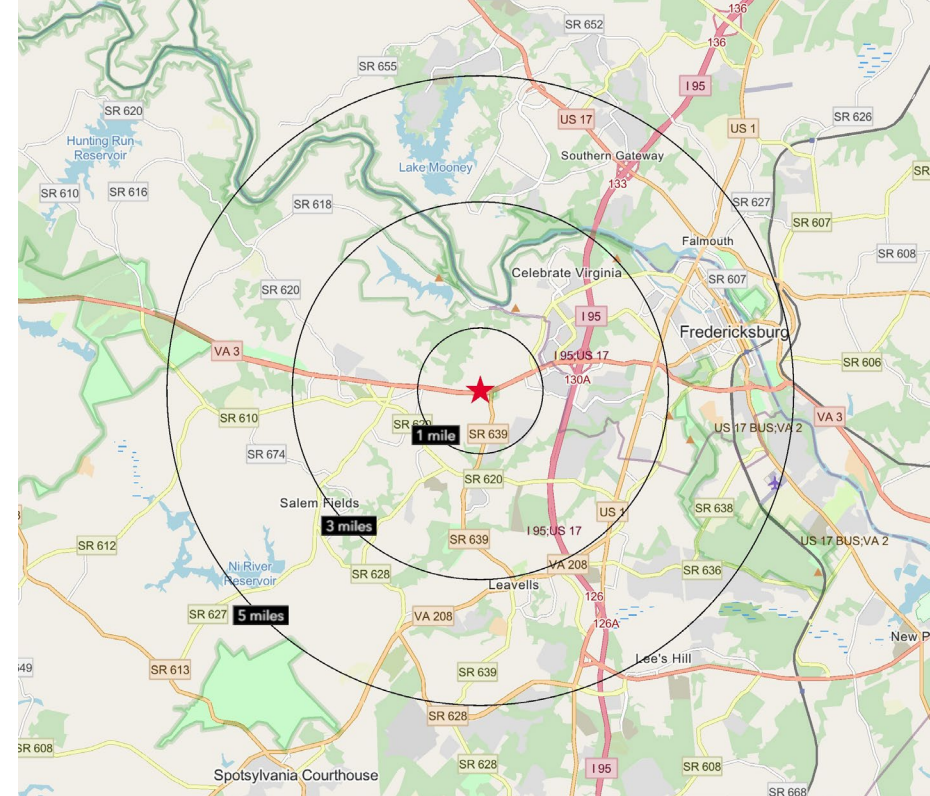 136
SR 652
136
SR 655
I 95
SR 620
US 17
SR 626
US 1
Hunting Run
Reservoir
Southern Gateway
Lake Mooney
SR
133
SR 610
SR 616
SR 618
SR 627
SR 607
Falmouth
SR 608
Celebrate Virginia
SR 607
SR 620
I 95
Fredericksburg
VA 3
I 95;US 17
SR 606
130A
SR 610
SR 620
VA 3
1 mile
SR 639
US 17 BUS;VA 2
SR 674
SR 620
Salem Fields
SR 638
US 1
3 miles
I 95;US 17
SR 639
US 17 BUS;VA 2
SR 612
VA 208
Ni River
Reservoir
SR 628
SR 636
Leavells
126
SR 627
5 miles
VA 208
126A
New P
Lee's Hill
649
SR 613
SR 639
SR 628
SR 608
SR 628
I 95
SR 608
Spotsylvania Courthouse
SR 668